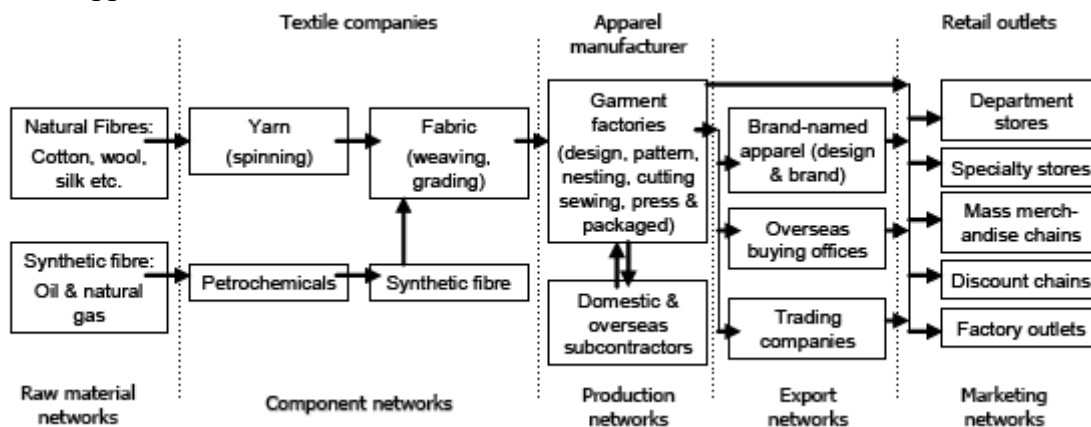 Textile companies
Apparel
manufacturer
Retail outlets
Natural Fibres:
Cotton, wool,
silk etc.
Yarn
(spinning)
Fabric
(weaving,
grading)
Garment
factories
(design, pattern,
nesting, cutting
sewing, press &
packaged)
Brand-named
apparel (design
& brand)
Department
stores
Specialty stores
Mass merch-
andise chains
Overseas
buying offices
Synthetic fibre:
Oil & natural
gas
Petrochemicals
Synthetic fibre
Domestic &
overseas
subcontractors
Trading
companies
Discount chains
Factory outlets
Raw material
networks
Component networks
Production
networks
Export
networks
Marketing
networks